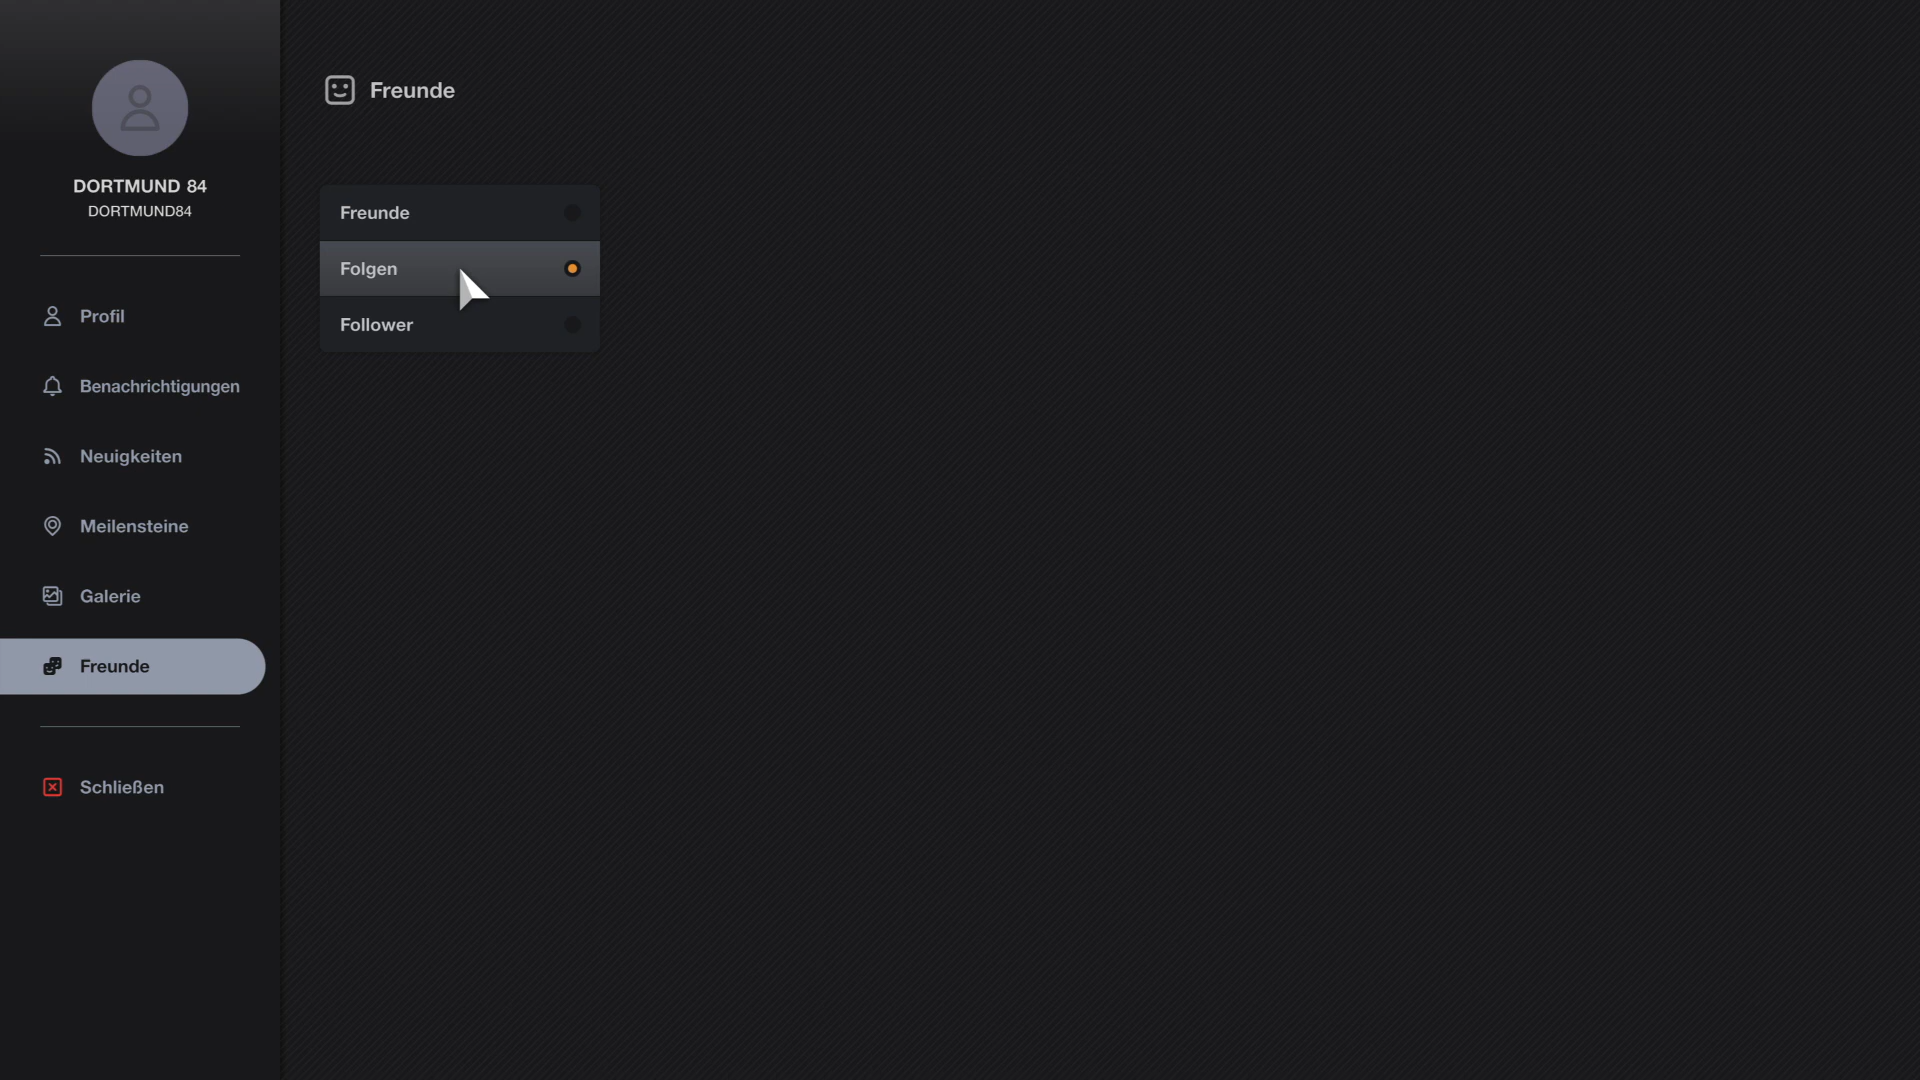 DORTMUND 84
DORTMUND84
Profil
Benachrichtigungen
Neuigkeiten
Meilensteine
Galerie
Freunde
Schließen
Freunde
Freunde
Folgen
Follower